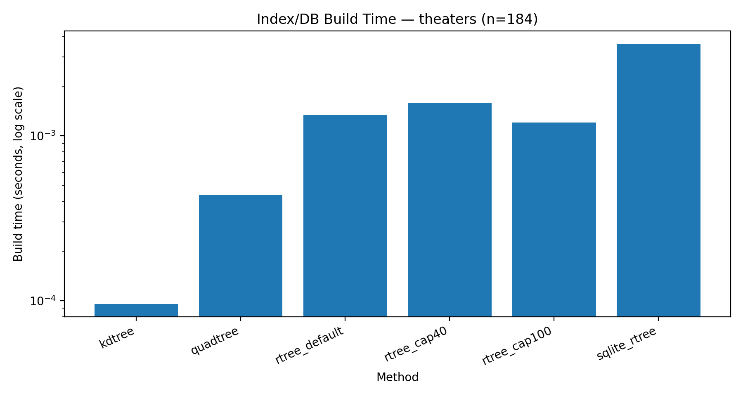 Index/DB Build Time — theaters (n=184)
Build time (seconds, log scale)
10⁻³
10⁻⁴
kdtree
quadtree
rtree_default
rtree_cap40
rtree_cap100
sqlite_rtree
Method